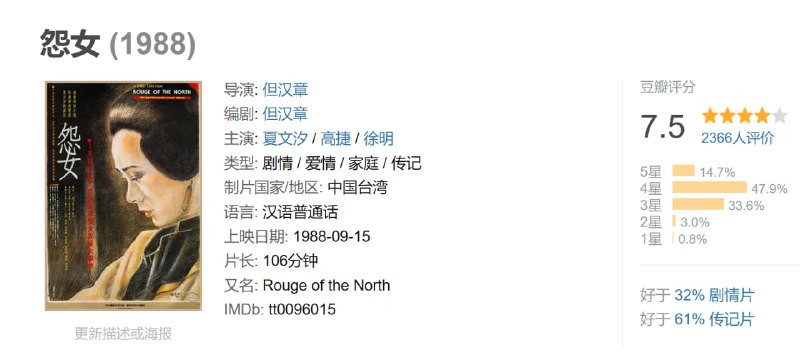 怨女 (1988)
A FRED TAN FILM
ROUGE OF THE NORTH
怨女
导演: 但汉章
编剧: 但汉章
主演: 夏文汐 / 高捷 / 徐明
类型: 剧情 / 爱情 / 家庭 / 传记
制片国家/地区: 中国台湾
语言: 汉语普通话
上映日期: 1988-09-15
片长: 106分钟
又名: Rouge of the North
IMDb: tt0096015
更新描述或海报
豆瓣评分
7.5
2366人评价
5星 14.7%
4星 47.9%
3星 33.6%
2星 3.0%
1星 0.8%
好于 32% 剧情片
好于 61% 传记片